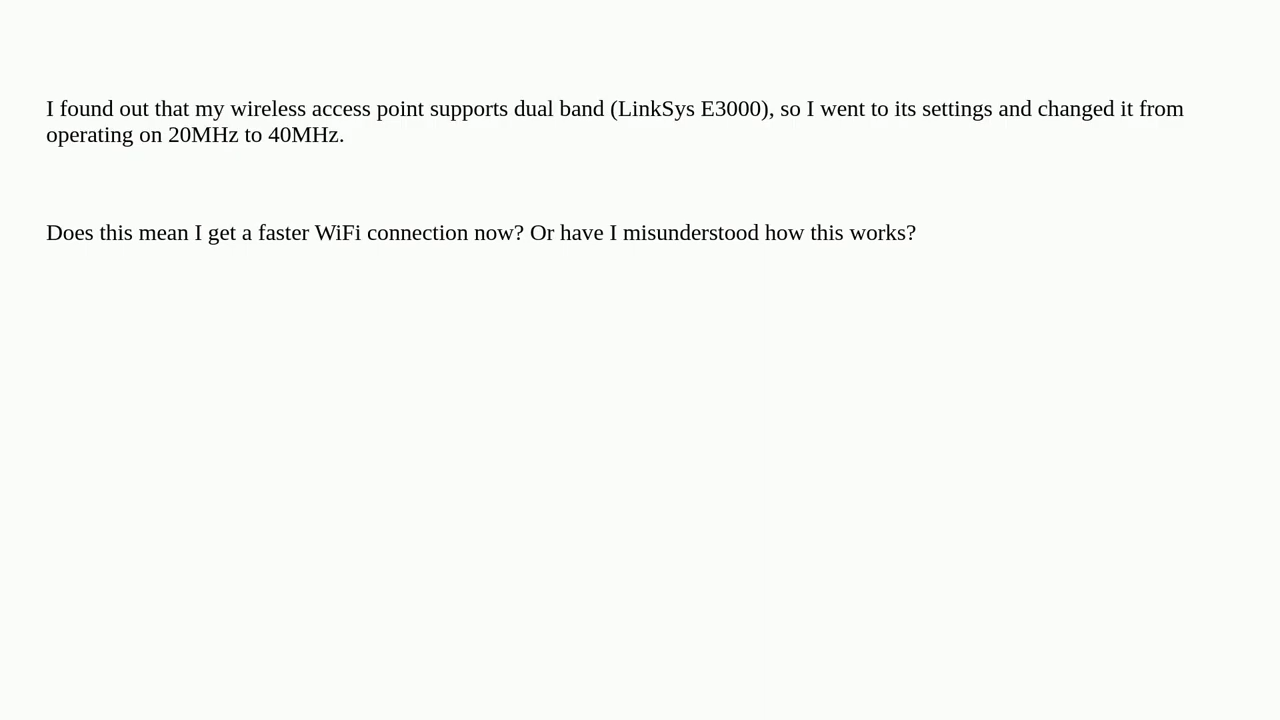 I found out that my wireless access point supports dual band (LinkSys E3000), so I went to its settings and changed it from
operating on 20MHz to 40MHz.
Does this mean I get a faster WiFi connection now? Or have I misunderstood how this works?